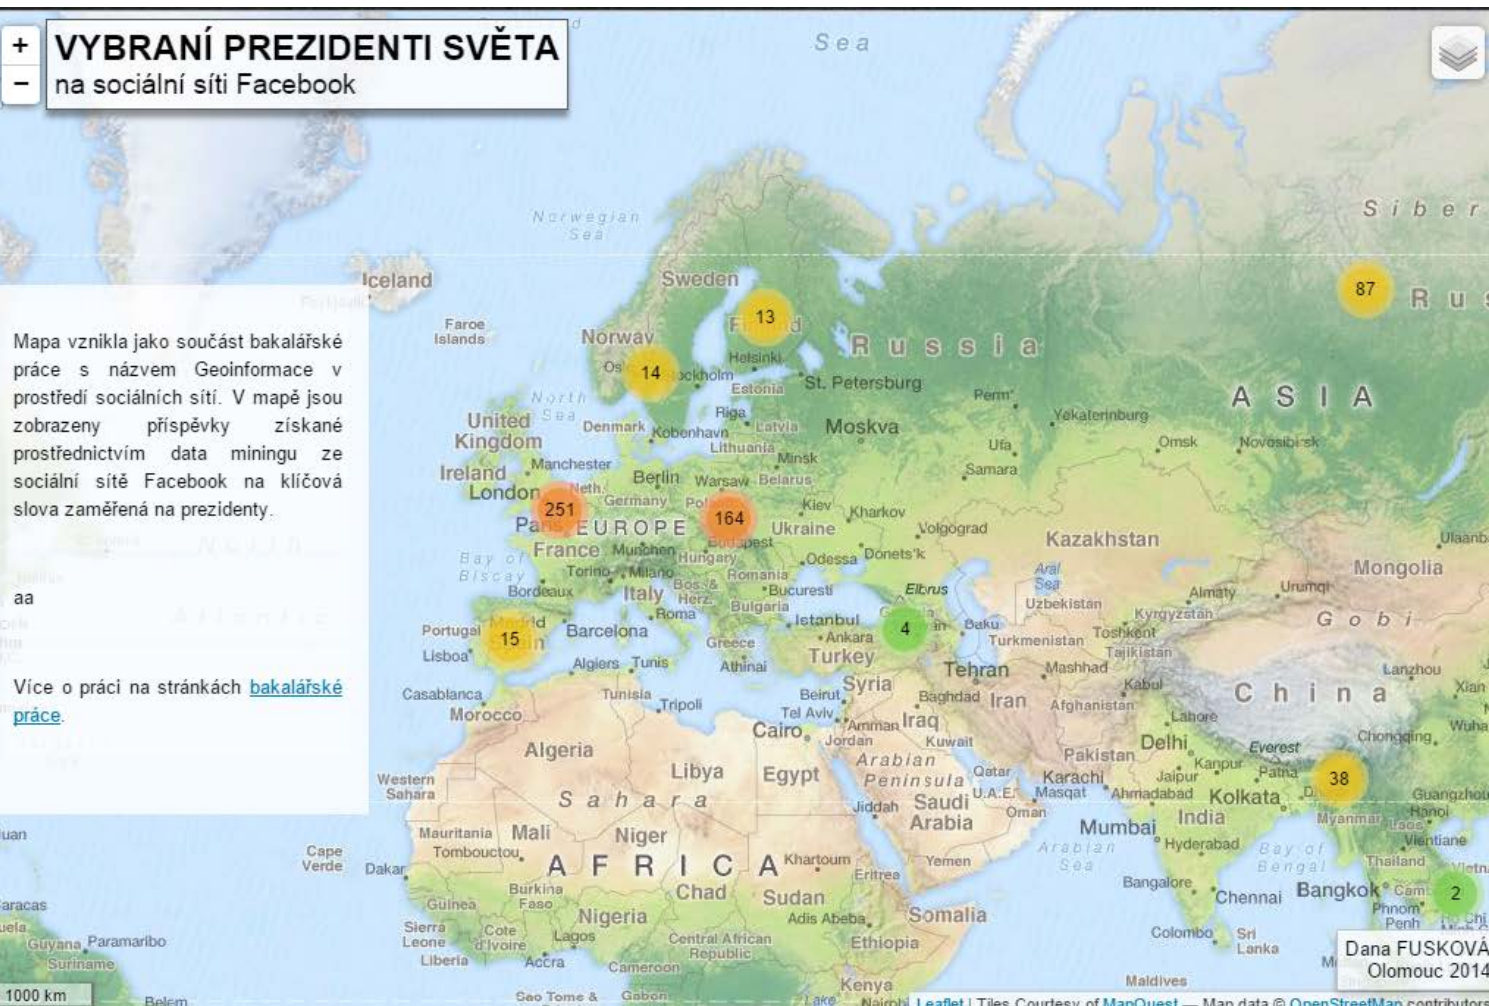 +
−
VYBRANÍ PREZIDENTI SVĚTA
na sociální síti Facebook
Sea
Norwegian
Sea
Siber
Iceland
Sweden
87
Rus
13
Mapa vznikla jako součást bakalářské
práce s názvem Geoinformace v
prostředí sociálních sítí. V mapě jsou
zobrazeny příspěvky získané
prostřednictvím data miningu ze
sociální sítě Facebook na klíčová
slova zaměřená na prezidenty.
aa
Více o práci na stránkách bakalářské
práce.
Faroe
Islands
Norway
Russia
Helsinki
14
St. Petersburg
Estonia
ASIA
North
Sea
Perm'
Yekaterinburg
United
Kingdom
Denmark
Kobenhavn
Riga
Latvia
Moskva
Lithuania
Ufa
Omsk
Novosibirsk
Minsk
Ireland
Manchester
Samara
Berlin
Warsaw
Belarus
London
Neth.
Germany
251
164
Kiev
Kharkov
EUROPE
Ukraine
Volgograd
Kazakhstan
France
Munchen
Hungary
Odessa
Donets'k
Bay of
Biscay
Torino
Milano
Romania
Aral
Sea
Mongolia
Bordeaux
Italy
Bos. &
Herz.
Bucuresti
Elbrus
Almaty
Urumqi
Bulgaria
Uzbekistan
Kyrgyzstan
Gobi
Roma
Istanbul
4
Baku
Portugal
15
Barcelona
Ankara
Turkmenistan
Toshkent
Lisboa
Greece
Tajikistan
Algiers
Tunis
Athinai
Turkey
Tehran
Mashhad
Lanzhou
Casablanca
Tunisia
Beirut
Syria
Baghdad
Iran
Kabul
Afghanistan
China
Xian
Morocco
Tripoli
Tel Aviv
Amman
Iraq
Lahore
Cairo
Jordan
Kuwait
Delhi
Everest
Chongqing
Wuha
Algeria
Arabian
Peninsula
Pakistan
Kanpur
Libya
Egypt
Qatar
Karachi
Jaipur
Patna
38
Western
Sahara
Sahara
U.A.E.
Masqat
Ahmadabad
Kolkata
Guangzhou
Jiddah
Saudi
Arabia
Oman
India
Myanmar
Hanoi
Laos
Mauritania
Mali
Niger
Mumbai
Hyderabad
Vientiane
Tombouctou
Arabian
Sea
Bay of
Bengal
Thailand
Cape
Verde
Dakar
AFRICA
Khartoum
Eritrea
Yemen
Bangalore
Chennai
Bangkok
2
Burkina
Faso
Chad
Sudan
Guinea
Nigeria
Adis Abeba
Somalia
Phnom
Penh
Sierra
Leone
Cote
d'Ivoire
Lagos
Central African
Republic
Ethiopia
Colombo
Sri
Lanka
Liberia
Accra
Cameroon
Guyana
Paramaribo
Suriname
Kenya
Maldives
Dana FUSKOVÁ
Olomouc 2014
1000 km
Belem
Sao Tome &
Gabon
Lake
Nairobi
Leaflet | Tiles Courtesy of MapQuest — Map data © OpenStreetMap contributors